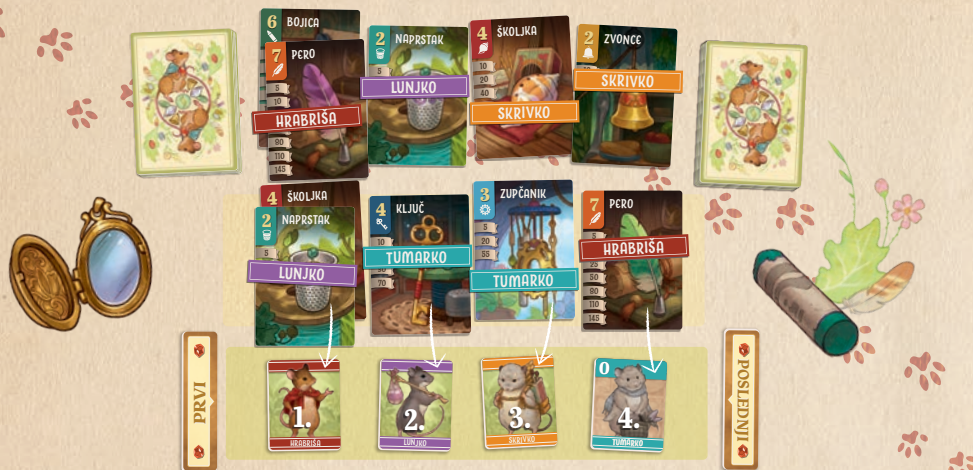 6
BOJICA
7
PERO
5
10
HRABRIŠA
90
110
145
2
NAPRSTAK
5
LUNJKO
4
ŠKOLJKA
10
20
40
SKRIVKO
2
ZVONCE
SKRIVKO
4
ŠKOLJKA
2
NAPRSTAK
5
LUNJKO
4
KLJUČ
10
TUMARKO
70
3
ZUPČANIK
5
20
55
TUMARKO
7
PERO
5
HRABRIŠA
25
50
90
110
145
PRVI
1.
HRABRIŠA
2.
LUNJKO
3.
SKRIVKO
0
4.
TUMARKO
POSLEDNJI